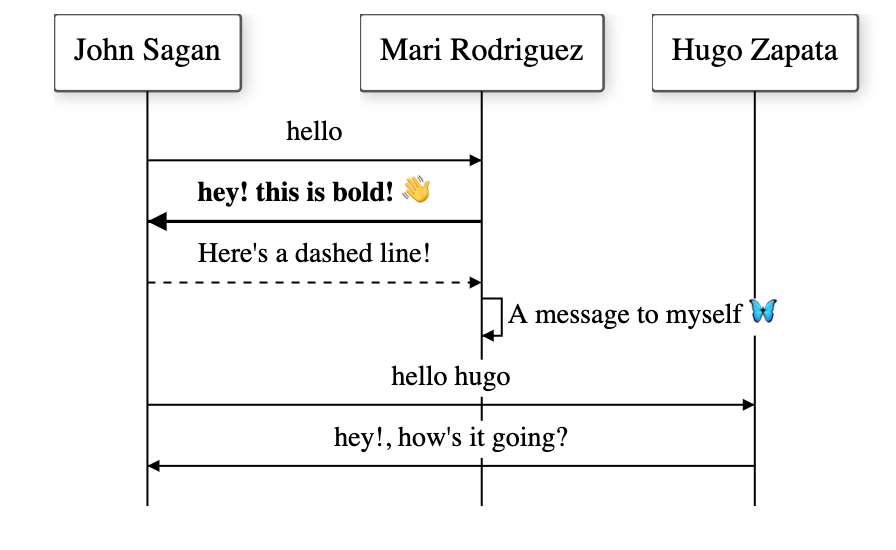 John Sagan
Mari Rodriguez
Hugo Zapata
hello
hey! this is bold! 👋
Here's a dashed line!
A message to myself 🦋
hello hugo
hey!, how's it going?